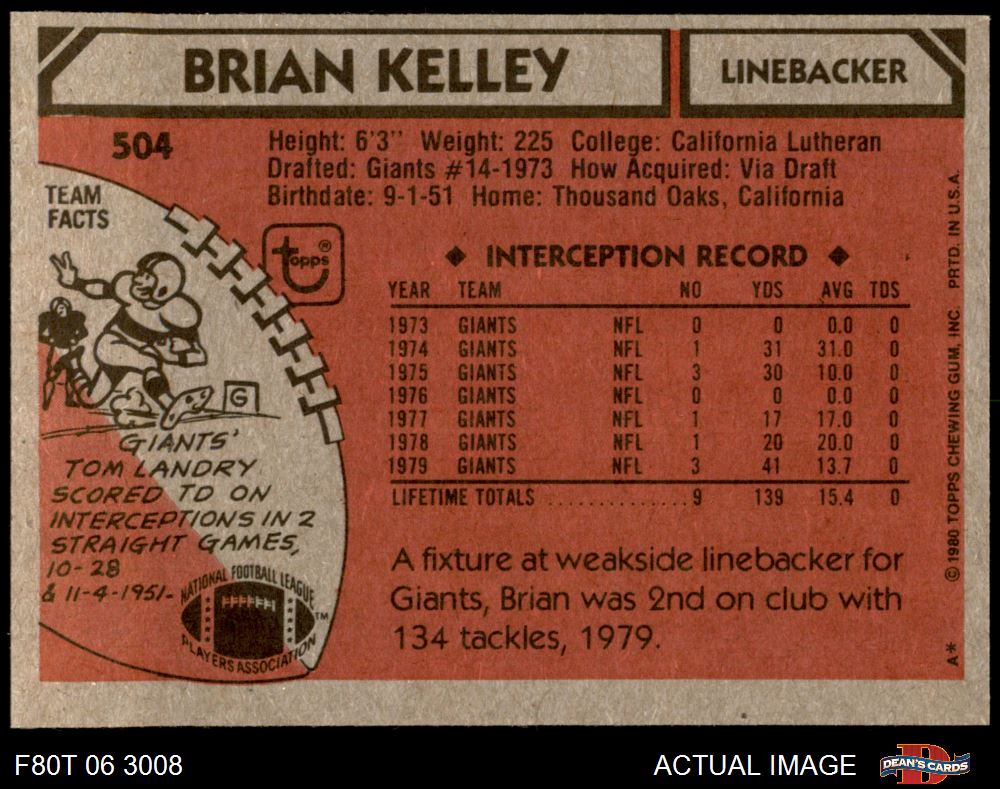 BRIAN KELLEY
LINEBACKER
504
Height: 6'3" Weight: 225 College: California Lutheran
Drafted: Giants #14-1973 How Acquired: Via Draft
Birthdate: 9-1-51 Home: Thousand Oaks, California
TEAM
FACTS
topps ®
G
GIANTS'
TOM LANDRY
SCORED TD ON
INTERCEPTIONS IN 2
STRAIGHT GAMES,
10-28
& 11-4-1951-
NATIONAL FOOTBALL LEAGUE
PLAYERS ASSOCIATION
TM
◆ INTERCEPTION RECORD ◆
YEAR TEAM NO YDS AVG TDS
1973 GIANTS NFL 0 0 0.0 0
1974 GIANTS NFL 1 31 31.0 0
1975 GIANTS NFL 3 30 10.0 0
1976 GIANTS NFL 0 0 0.0 0
1977 GIANTS NFL 1 17 17.0 0
1978 GIANTS NFL 1 20 20.0 0
1979 GIANTS NFL 3 41 13.7 0
LIFETIME TOTALS ............ 9 139 15.4 0
A fixture at weakside linebacker for
Giants, Brian was 2nd on club with
134 tackles, 1979.
A* © 1980 TOPPS CHEWING GUM, INC. PRTD. IN U.S.A.
F80T 06 3008
ACTUAL IMAGE
D
DEAN'S CARDS